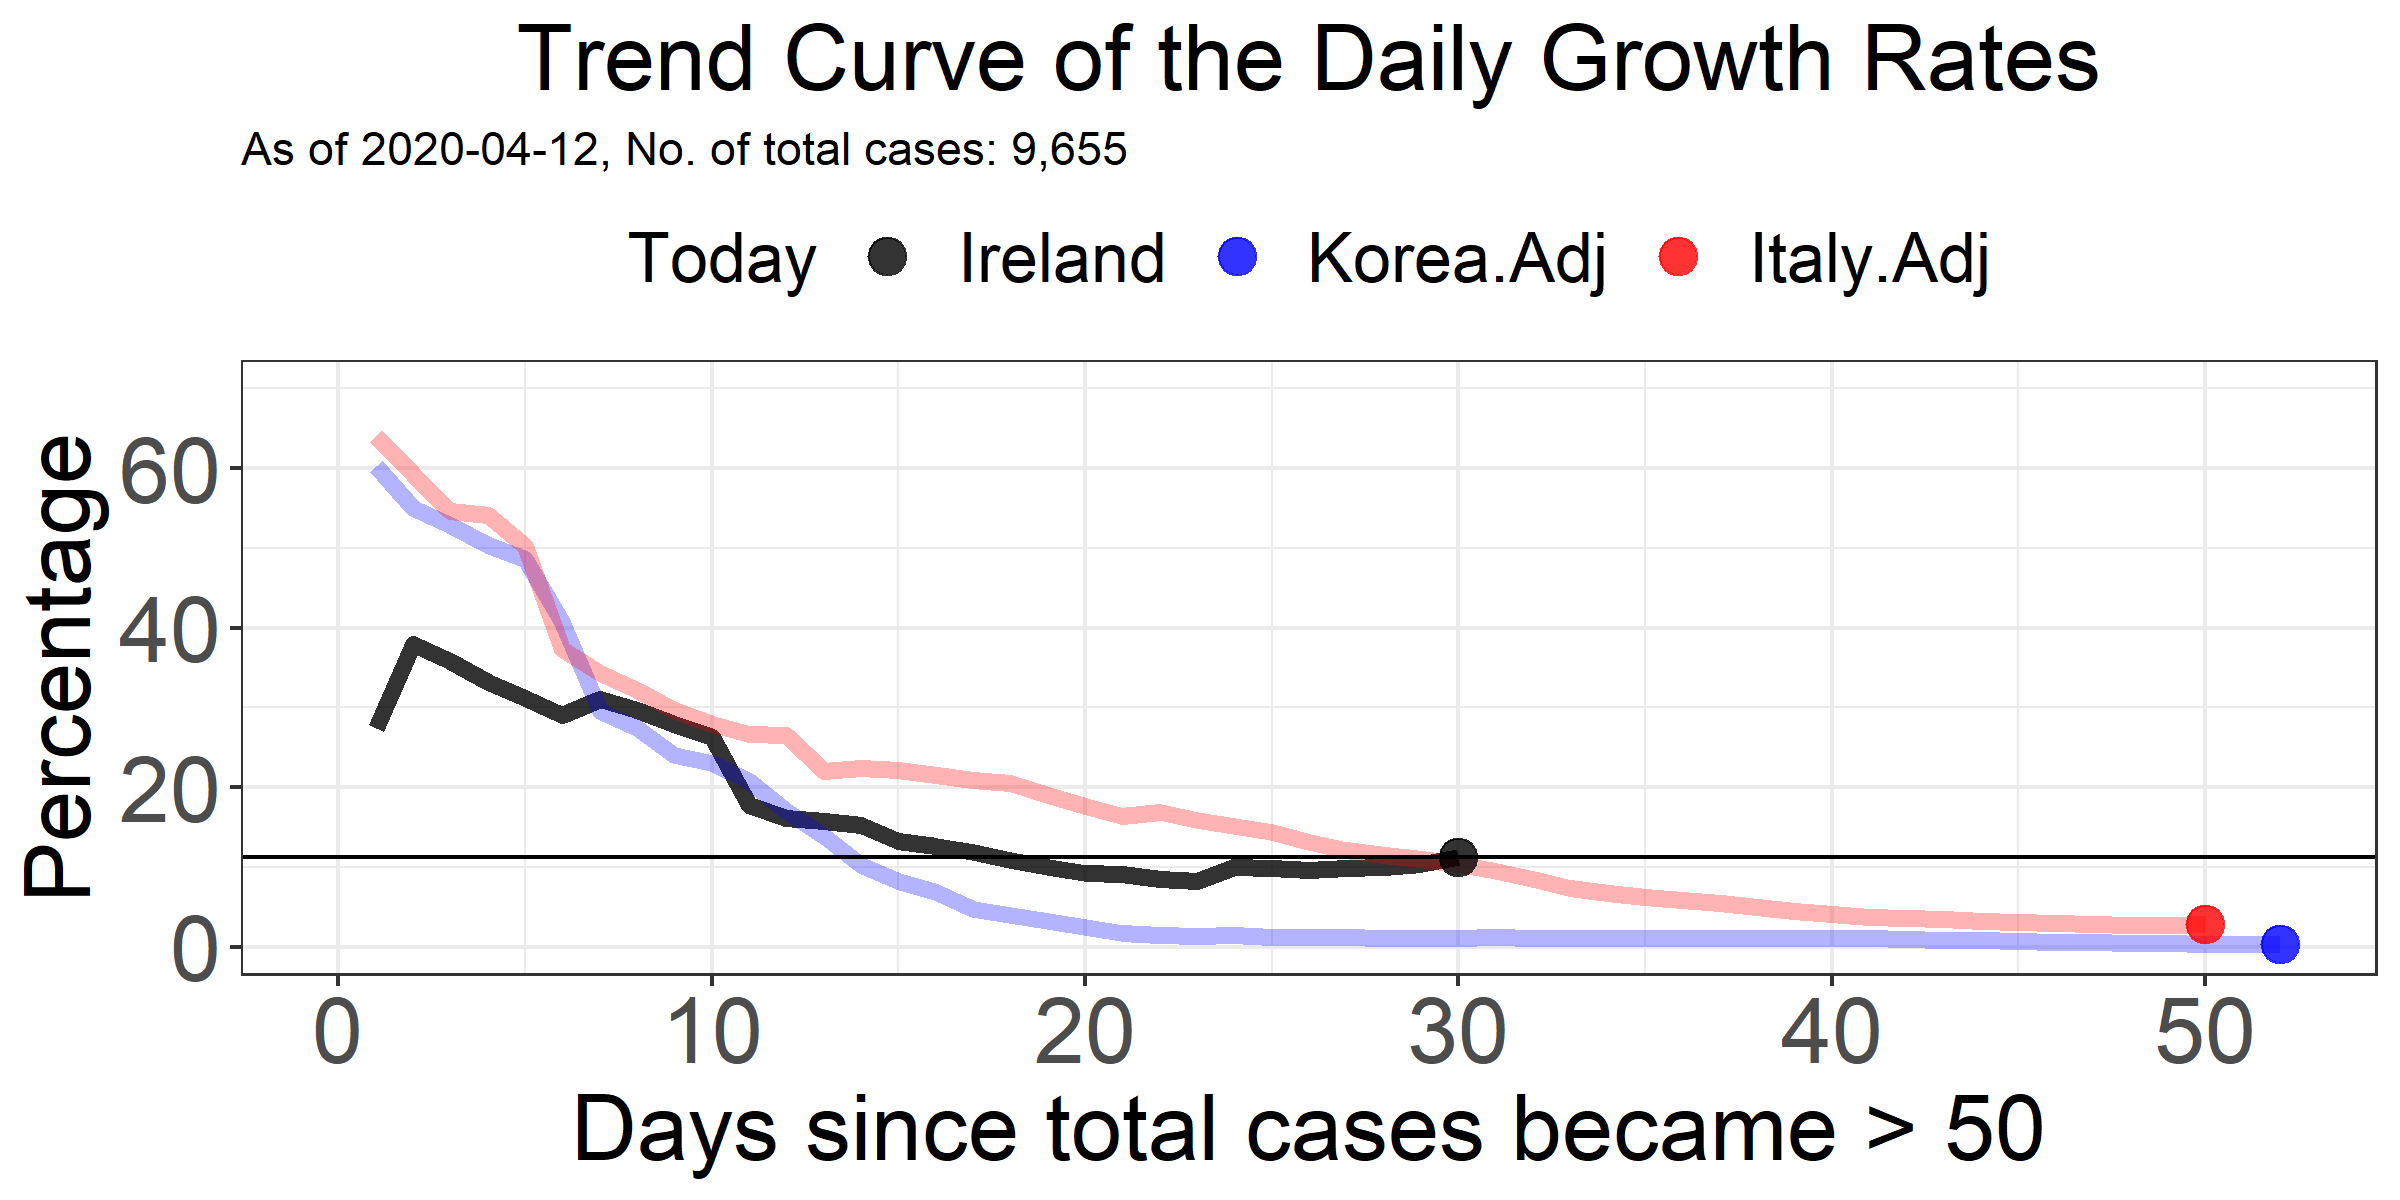 Trend Curve of the Daily Growth Rates
As of 2020-04-12, No. of total cases: 9,655
Today Ireland Korea.Adj Italy.Adj
Percentage
60
40
20
0
0 10 20 30 40 50
Days since total cases became > 50